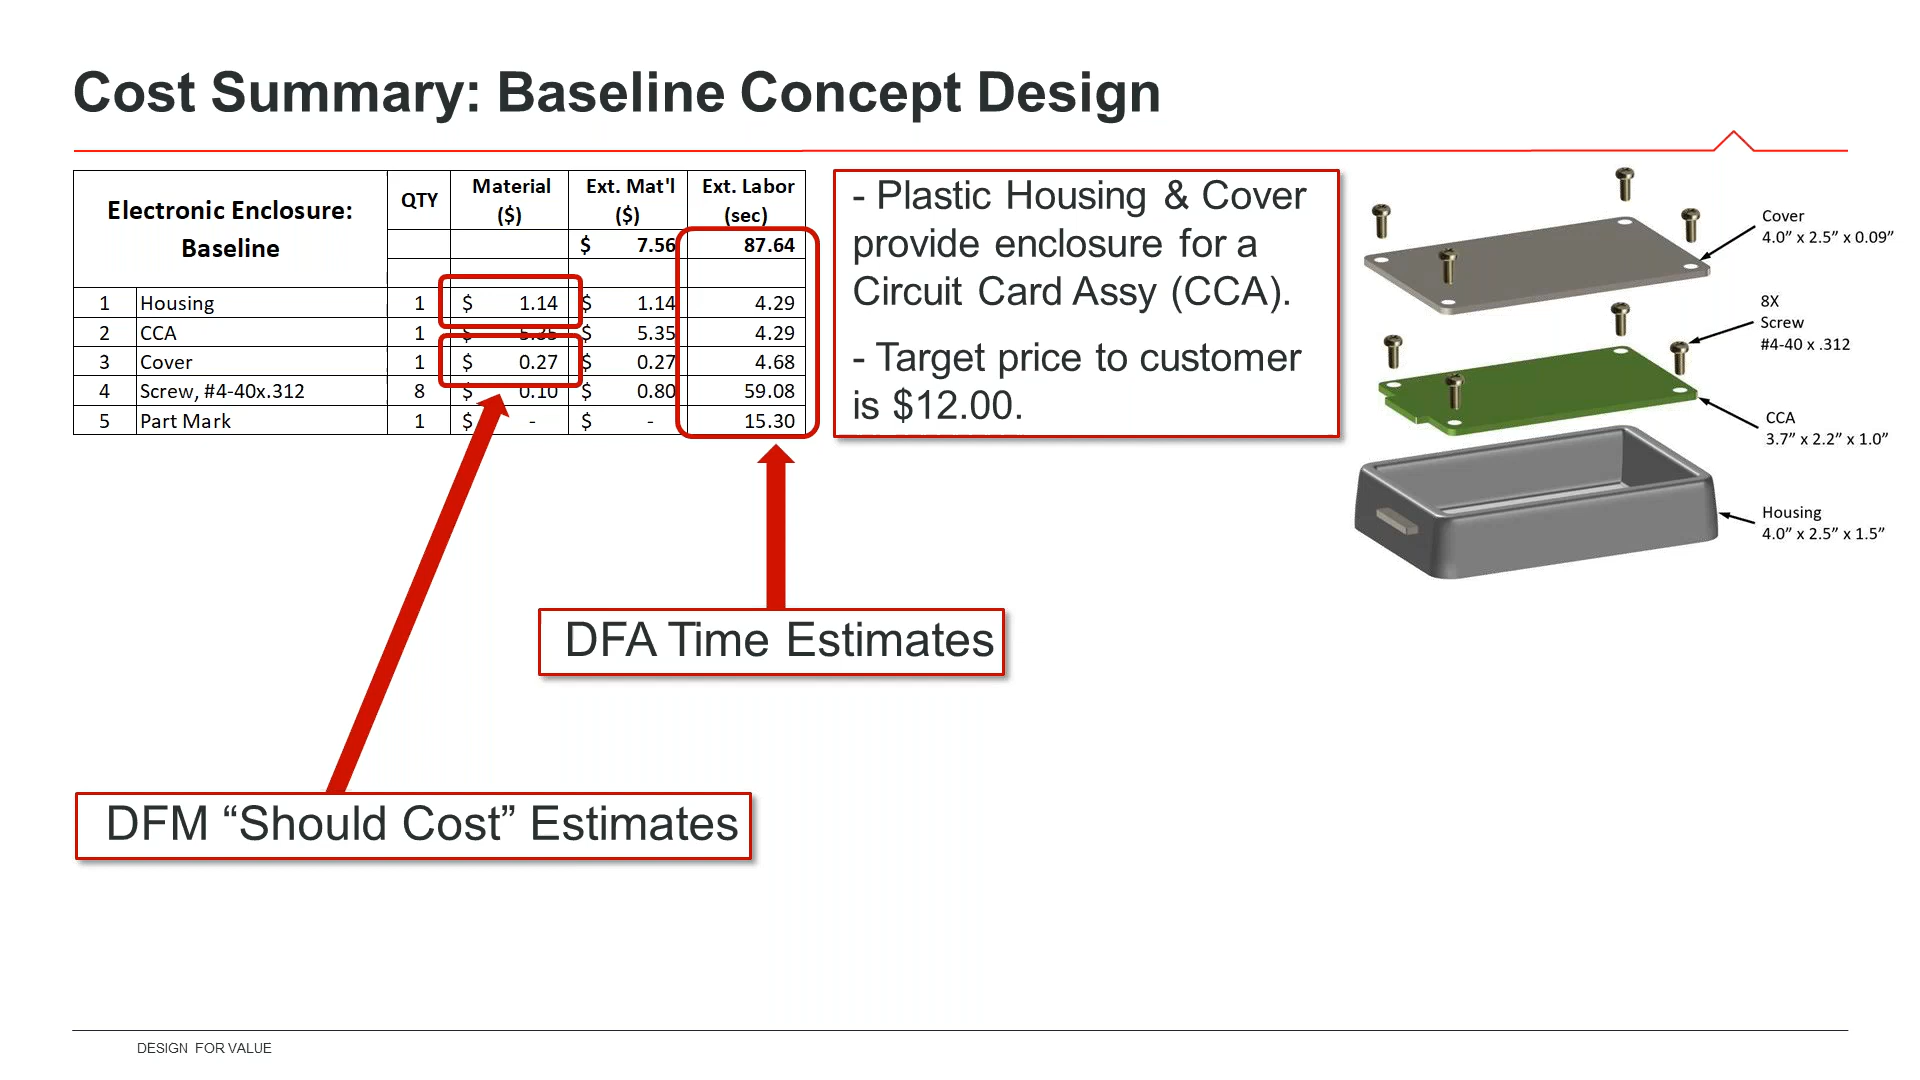 Cost Summary: Baseline Concept Design
Electronic Enclosure:
Baseline
QTY Material ($) Ext. Mat'l ($) Ext. Labor (sec)
$ 7.56 87.64
1 Housing 1 $ 1.14 $ 1.14 4.29
2 CCA 1 $ 5.35 $ 5.35 4.29
3 Cover 1 $ 0.27 $ 0.27 4.68
4 Screw, #4-40x.312 8 $ 0.10 $ 0.80 59.08
5 Part Mark 1 $ - $ - 15.30
- Plastic Housing & Cover
provide enclosure for a
Circuit Card Assy (CCA).
- Target price to customer
is $12.00.
Cover
4.0” x 2.5” x 0.09”
8X
Screw
#4-40 x .312
CCA
3.7” x 2.2” x 1.0”
Housing
4.0” x 2.5” x 1.5”
DFA Time Estimates
DFM “Should Cost” Estimates
DESIGN FOR VALUE